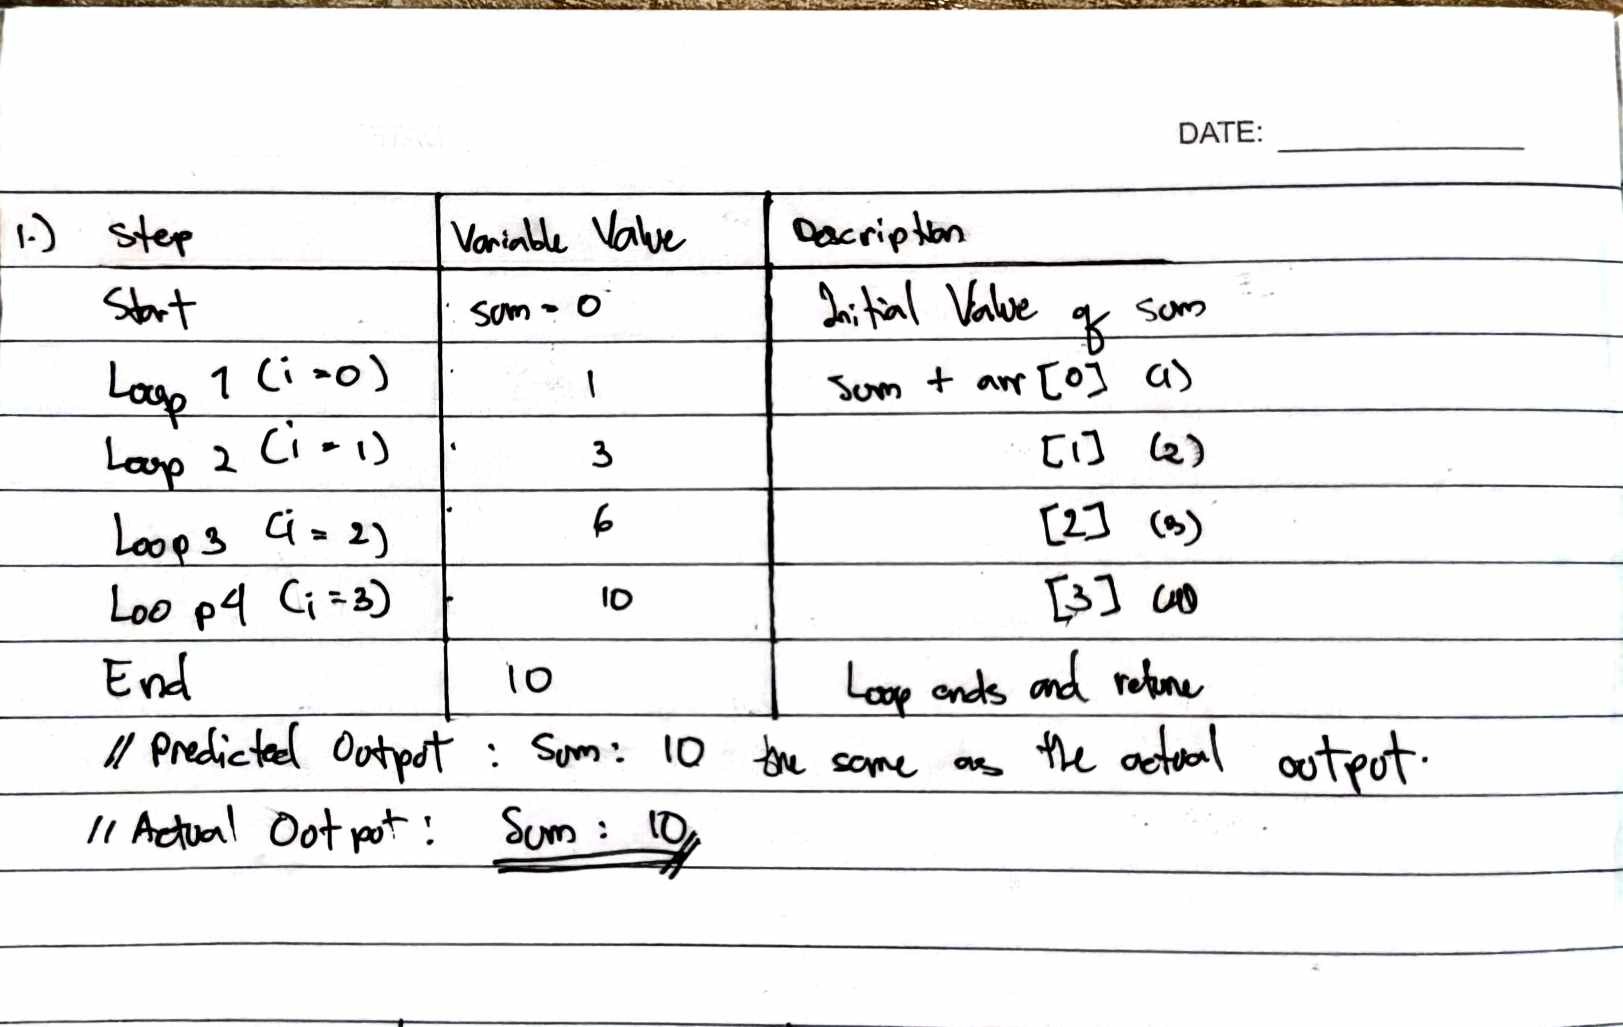 DATE:
1.) Step Variable Value Description
Start sum = 0 Initial Value of sum
Loop 1 (i=0) 1 sum + arr [0] (1)
Loop 2 (i = 1) 3 [1] (2)
Loop 3 (i = 2) 6 [2] (3)
Loop 4 (i=3) 10 [3] (4)
End 10 Loop ends and
// Predicted Output : Sum: 10 the same as the actual output.
// Actual Output: Sum : 10